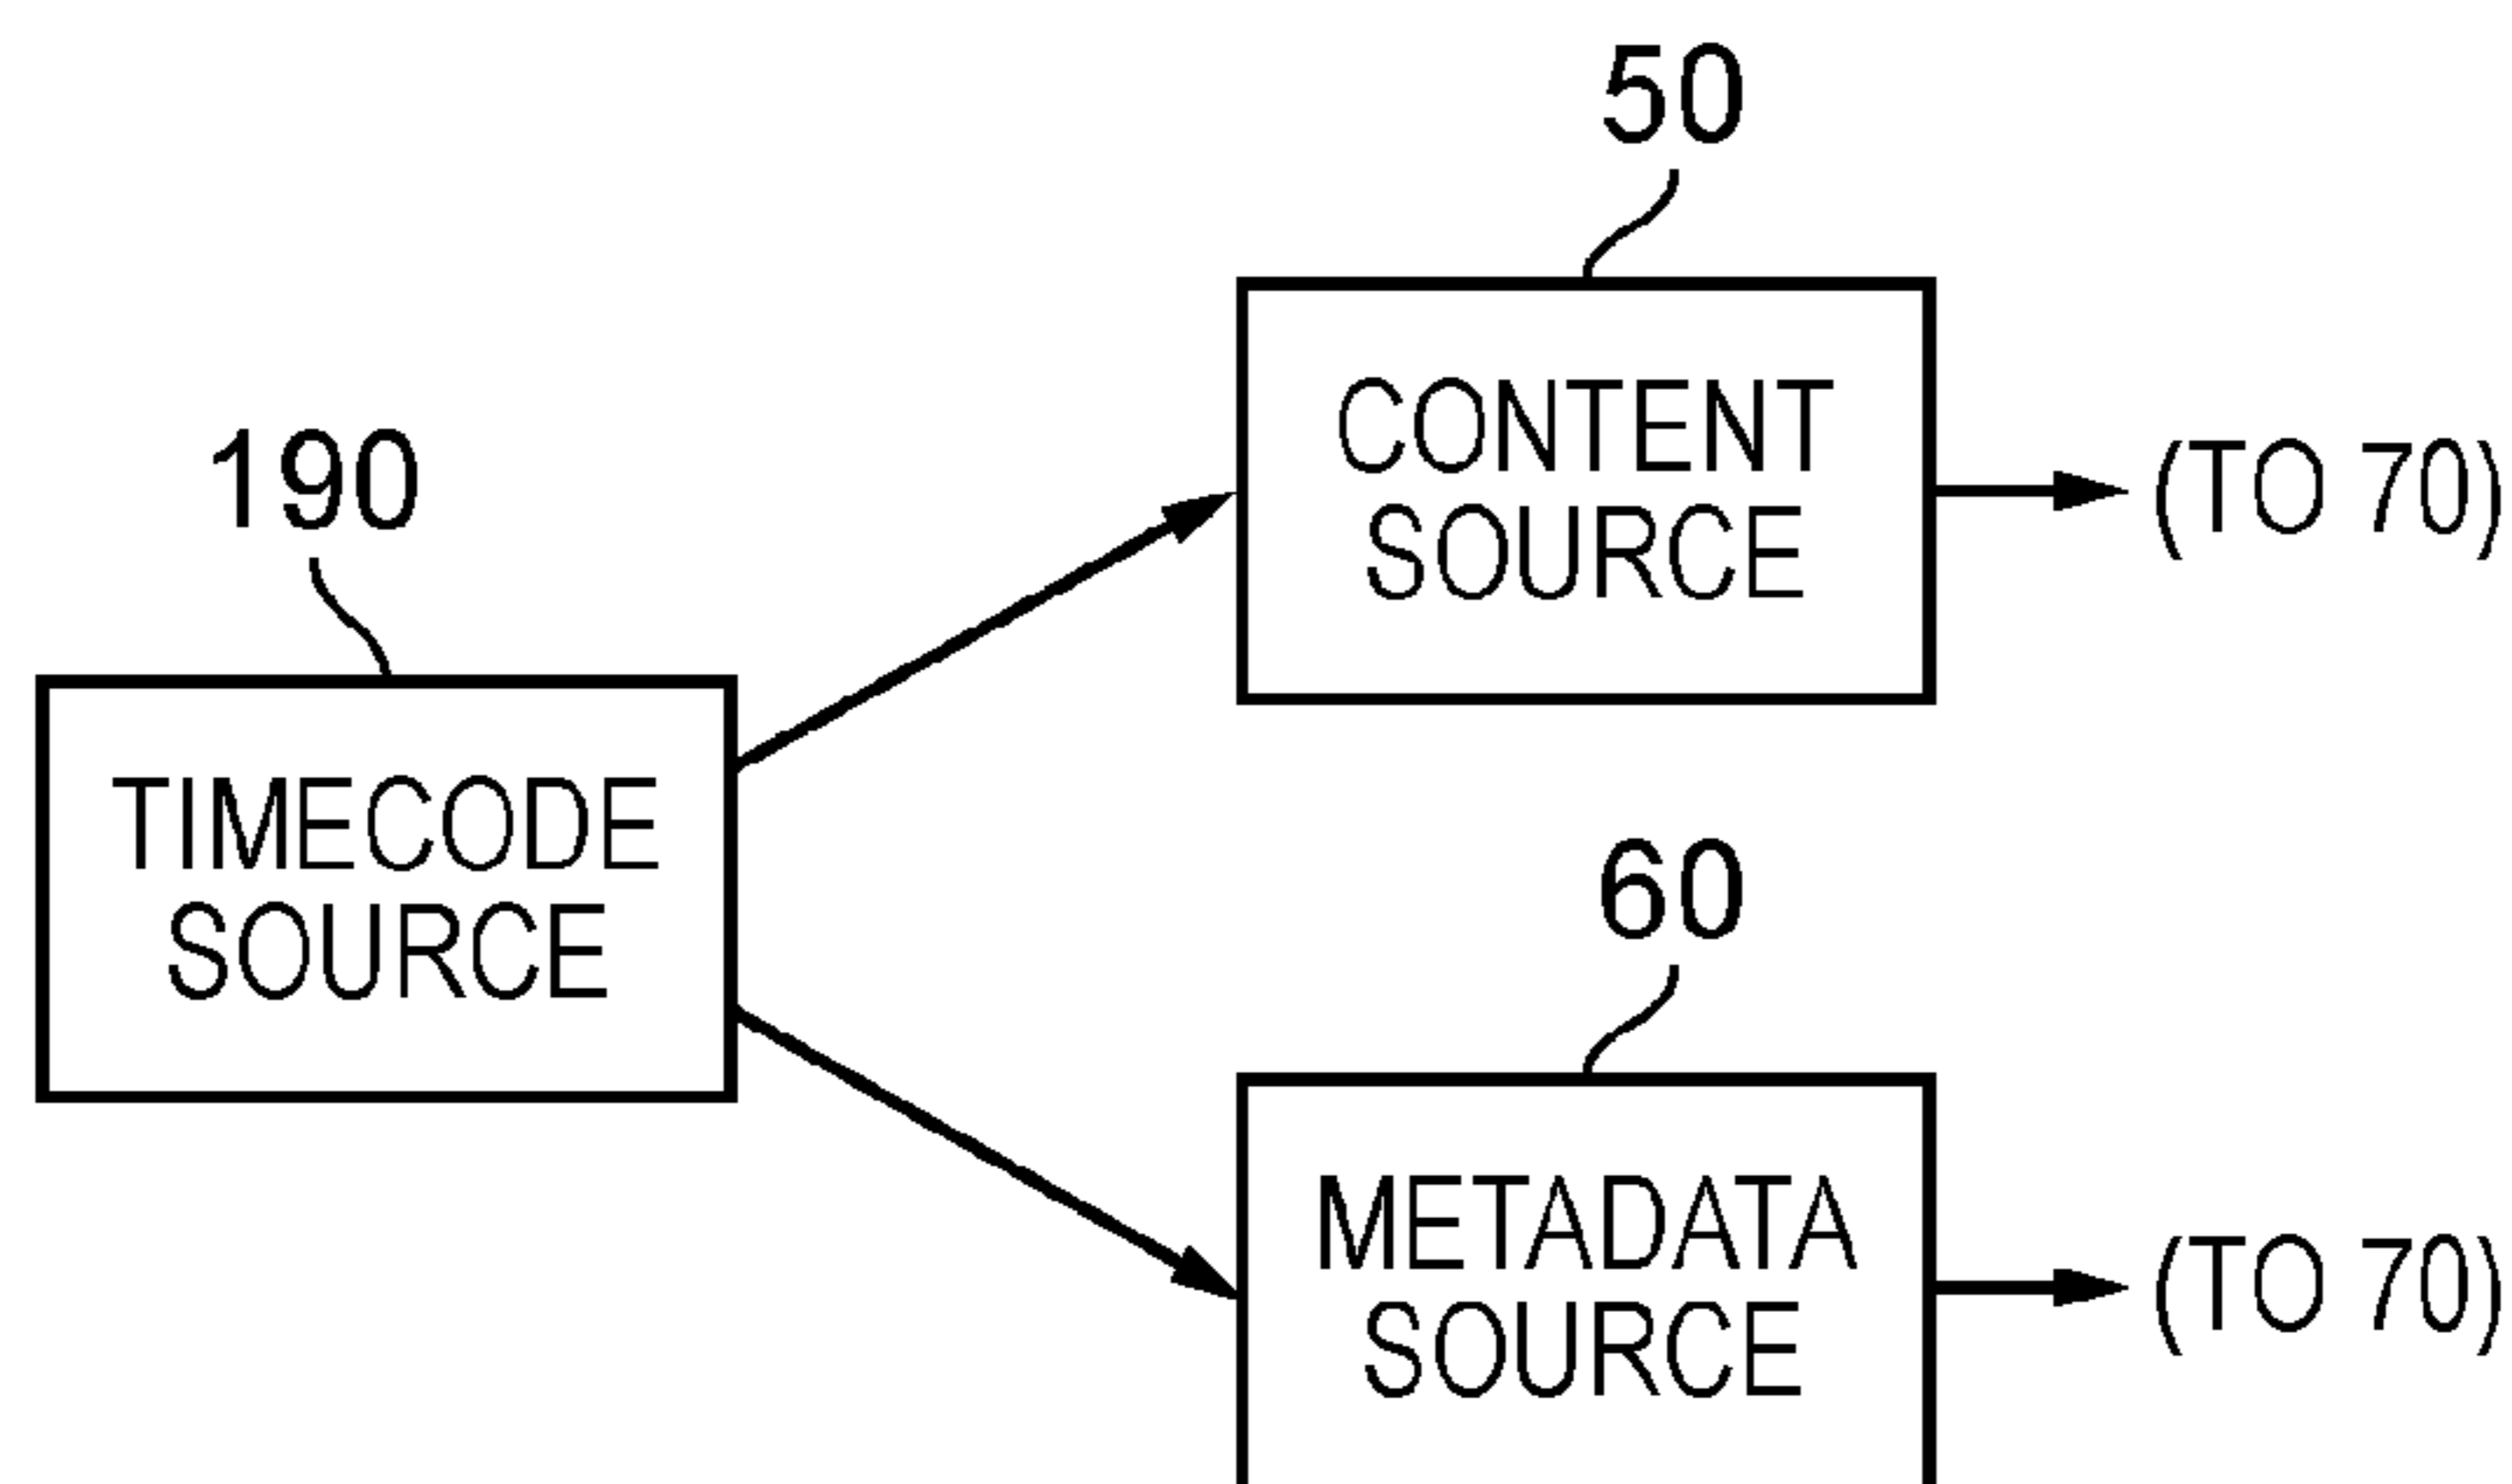 50
CONTENT
SOURCE
(TO 70)
190
TIMECODE
SOURCE
60
METADATA
SOURCE
(TO 70)